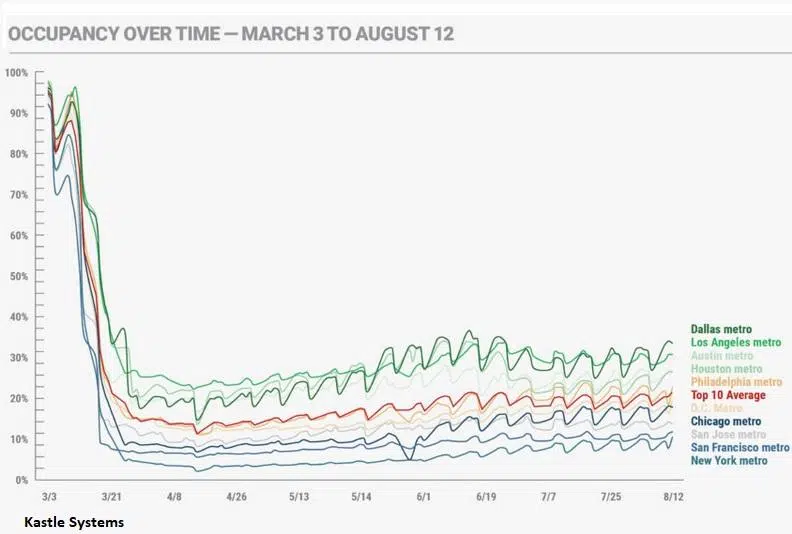 OCCUPANCY OVER TIME — MARCH 3 TO AUGUST 12
100%
90%
80%
70%
60%
50%
40%
30%
20%
10%
0%
3/3 3/21 4/8 4/26 5/13 5/14 6/1 6/19 7/7 7/25 8/12
Dallas metro
Los Angeles metro
Austin metro
Houston metro
Philadelphia metro
Top 10 Average
D.C. Metro
Chicago metro
San Jose metro
San Francisco metro
New York metro
Kastle Systems